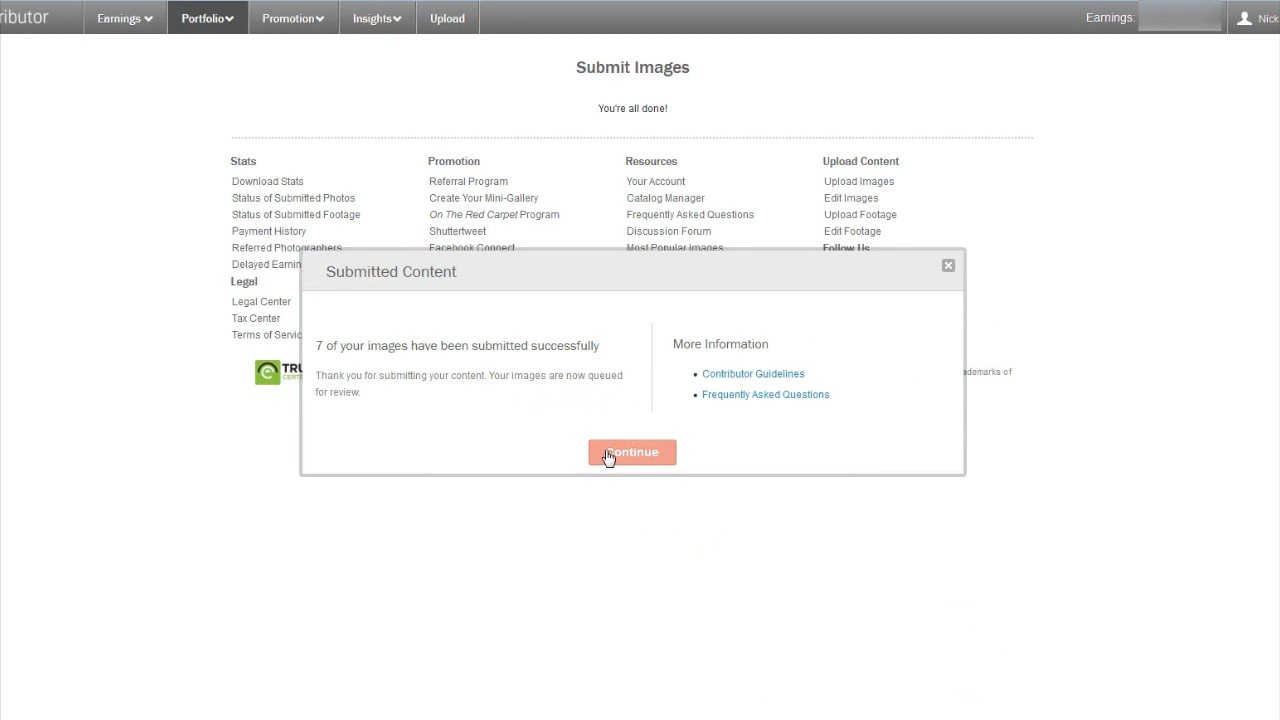 ributor
Earnings Portfolio Promotion Insights Upload Earnings: Nick
Submit Images
You're all done!
Stats Promotion Resources Upload Content
Download Stats Referral Program Your Account Upload Images
Status of Submitted Photos Create Your Mini-Gallery Catalog Manager Edit Images
Status of Submitted Footage On The Red Carpet Program Frequently Asked Questions Upload Footage
Payment History Shuttertweet Discussion Forum Edit Footage
Referred Photographers Facebook Connect Most Popular Images Follow Us
Delayed Earnin
Legal
Legal Center
Tax Center
Terms of Servic
TRU
CERTI
ademarks of
Submitted Content
7 of your images have been submitted successfully
Thank you for submitting your content. Your images are now queued
for review.
More Information
• Contributor Guidelines
• Frequently Asked Questions
Continue